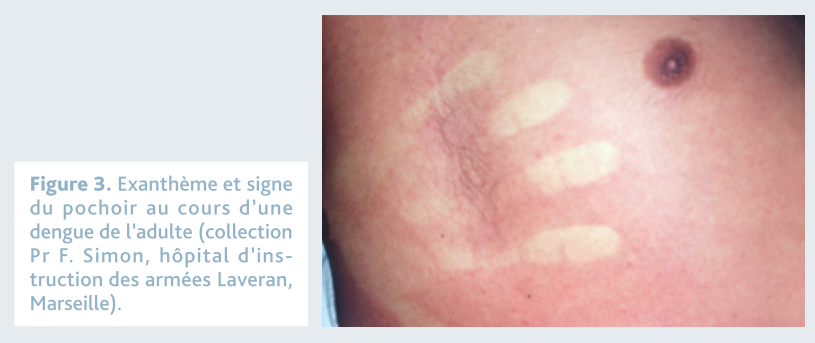 Figure 3. Exanthème et signe
du pochoir au cours d'une
dengue de l'adulte (collection
Pr F. Simon, hôpital d'ins-
truction des armées Laveran,
Marseille).